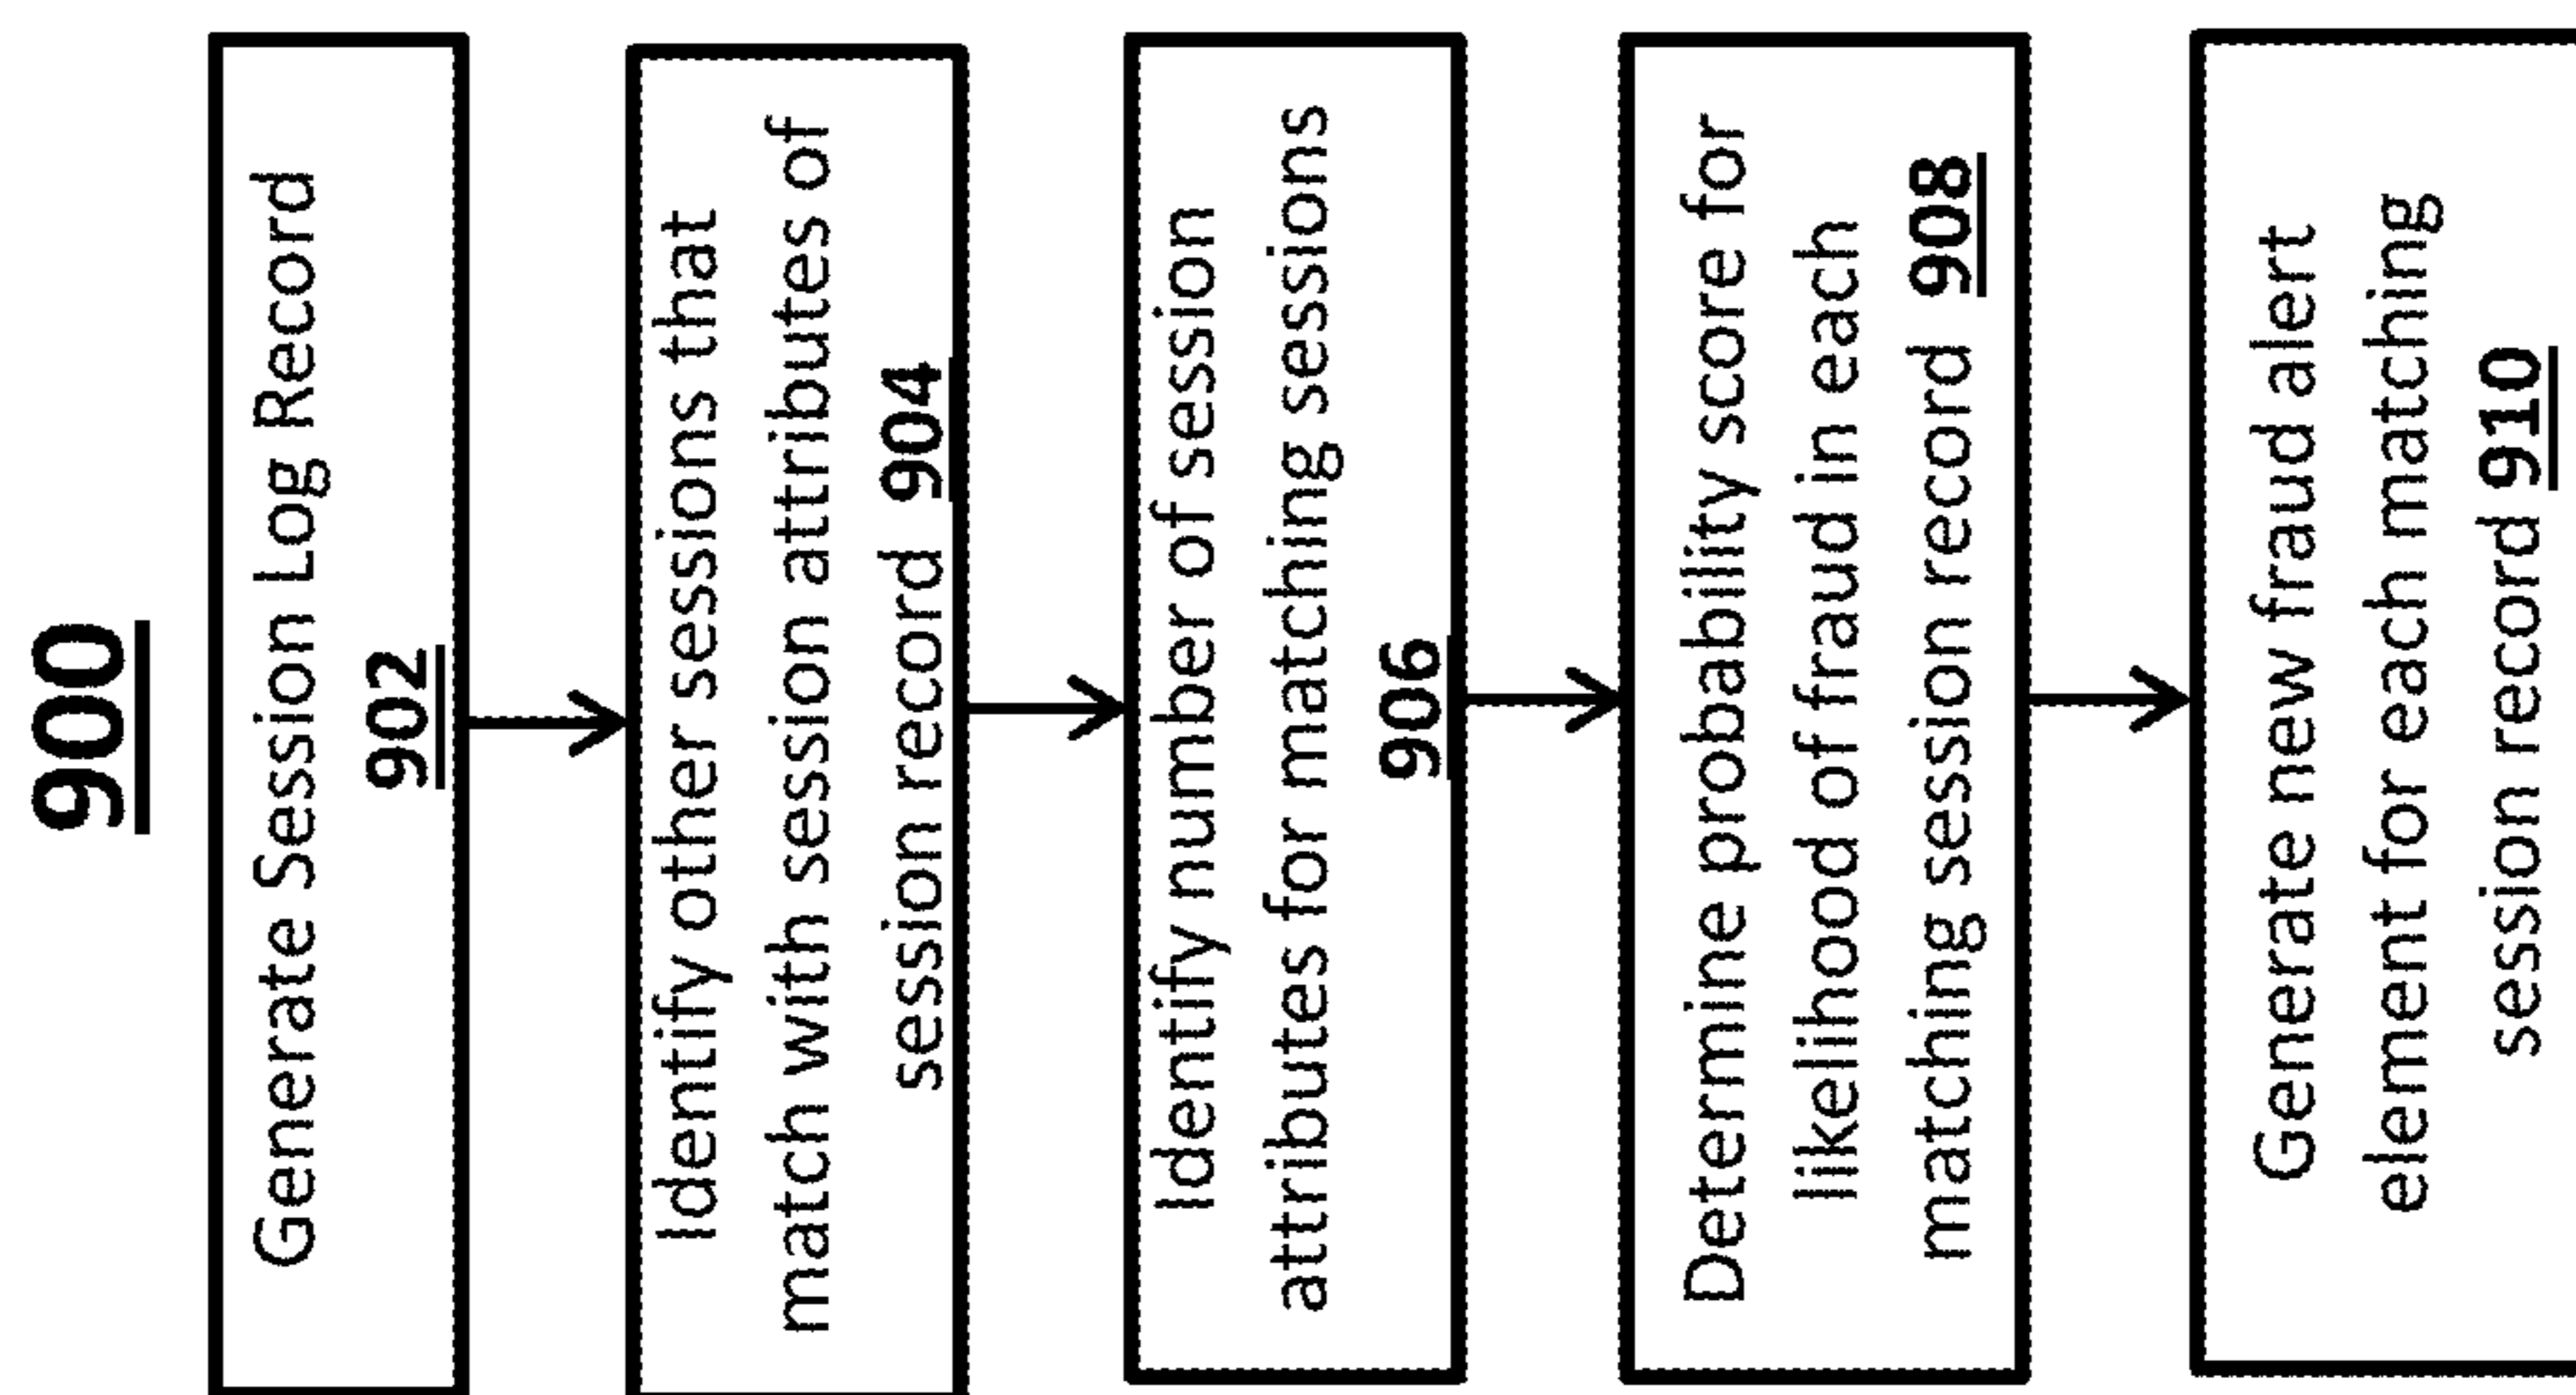 900
Generate Session Log Record
902
Identify other sessions that
match with session attributes of
session record 904
Identify number of session
attributes for matching sessions
906
Determine probability score for
likelihood of fraud in each
matching session record 908
Generate new fraud alert
element for each matching
session record 910